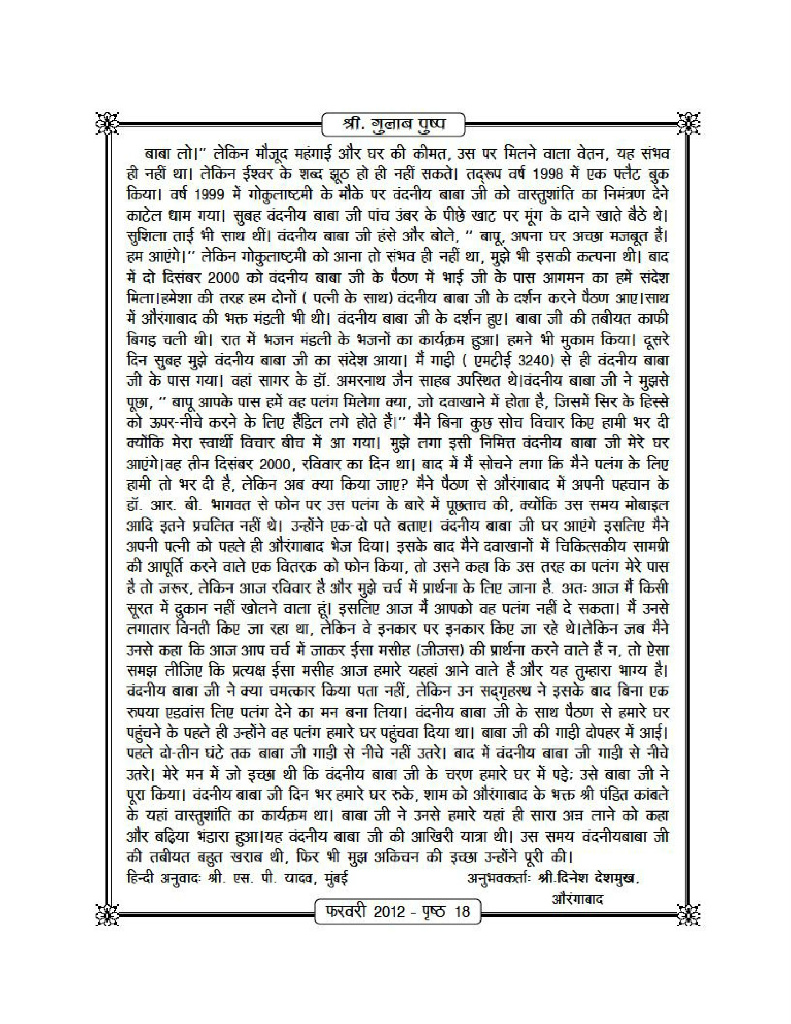 श्री. गुलाब पुष्प
बाबा लो।" लेकिन मौजूद महंगाई और घर की कीमत, उस पर मिलने वाला वेतन, यह संभव
ही नहीं था। लेकिन ईश्वर के शब्द झूठ हो ही नहीं सकते। तद्रूप वर्ष 1998 में एक फ्लैट बुक
किया। वर्ष 1999 में गोकुलाष्टमी के मौके पर वंदनीय बाबा जी को वास्तुशांति का निमंत्रण देने
काटेल धाम गया। सुबह वंदनीय बाबा जी पांच उंबर के पीछे खाट पर मूंग के दाने खाते बैठे थे।
सुशिला ताई भी साथ थीं। वंदनीय बाबा जी हंसे और बोले, " बापू, अपना घर अच्छा मजबूत है।
हम आएंगे।" लेकिन गोकुलाष्टमी को आना तो संभव ही नहीं था, मुझे भी इसकी कल्पना थी। बाद
में दो दिसंबर 2000 को वंदनीय बाबा जी के पैठण में भाई जी के पास आगमन का हमें संदेश
मिला।हमेशा की तरह हम दोनों ( पत्नी के साथ) वंदनीय बाबा जी के दर्शन करने पैठण आए।साथ
में औरंगाबाद की भक्त मंडली भी थी। वंदनीय बाबा जी के दर्शन हुए। बाबा जी की तबीयत काफी
बिगड़ चली थी। रात में भजन मंडली के भजनों का कार्यक्रम हुआ। हमने भी मुकाम किया। दूसरे
दिन सुबह मुझे वंदनीय बाबा जी का संदेश आया। मैं गाड़ी ( एमटीई 3240) से ही वंदनीय बाबा
जी के पास गया। वहां सागर के डॉ. अमरनाथ जैन साहब उपस्थित थे।वंदनीय बाबा जी ने मुझसे
पूछा, " बापू आपके पास हमें वह पलंग मिलेगा क्या, जो दवाखाने में होता है, जिसमें सिर के हिस्से
को ऊपर-नीचे करने के लिए हैंडिल लगे होते हैं।" मैने बिना कुछ सोच विचार किए हामी भर दी
क्योंकि मेरा स्वार्थी विचार बीच में आ गया। मुझे लगा इसी निमित्त वंदनीय बाबा जी मेरे घर
आएंगे।वह तीन दिसंबर 2000, रविवार का दिन था। बाद में मैं सोचने लगा कि मैने पलंग के लिए
हामी तो भर दी है, लेकिन अब क्या किया जाए? मैने पैठण से औरंगाबाद में अपनी पहचान के
डॉ. आर. बी. भागवत से फोन पर उस पलंग के बारे में पूछताच की, क्योंकि उस समय मोबाइल
आदि इतने प्रचलित नहीं थे। उन्होंने एक-दो पते बताए। वंदनीय बाबा जी घर आएंगे इसलिए मैने
अपनी पत्नी को पहले ही औरंगाबाद भेज दिया। इसके बाद मैने दवाखानों में चिकित्सकीय सामग्री
की आपूर्ति करने वाले एक वितरक को फोन किया, तो उसने कहा कि उस तरह का पलंग मेरे पास
है तो जरूर, लेकिन आज रविवार है और मुझे चर्च में प्रार्थना के लिए जाना है. अतः आज मैं किसी
सूरत में दुकान नहीं खोलने वाला हूं। इसलिए आज मैं आपको वह पलंग नहीं दे सकता। मैं उनसे
लगातार विनती किए जा रहा था, लेकिन वे इनकार पर इनकार किए जा रहे थे।लेकिन जब मैने
उनसे कहा कि आज आप चर्च में जाकर ईसा मसीह (जीजस) की प्रार्थना करने वाले हैं न, तो ऐसा
समझ लीजिए कि प्रत्यक्ष ईसा मसीह आज हमारे यहहां आने वाले हैं और यह तुम्हारा भाग्य है।
वंदनीय बाबा जी ने क्या चमत्कार किया पता नहीं, लेकिन उन सद्गृहस्थ ने इसके बाद बिना एक
रुपया एडवांस लिए पलंग देने का मन बना लिया। वंदनीय बाबा जी के साथ पैठण से हमारे घर
पहुंचने के पहले ही उन्होंने वह पलंग हमारे घर पहुंचवा दिया था। बाबा जी की गाड़ी दोपहर में आई।
पहले दो-तीन घंटे तक बाबा जी गाड़ी से नीचे नहीं उतरे। बाद में वंदनीय बाबा जी गाड़ी से नीचे
उतरे। मेरे मन में जो इच्छा थी कि वंदनीय बाबा जी के चरण हमारे घर में पड़े; उसे बाबा जी ने
पूरा किया। वंदनीय बाबा जी दिन भर हमारे घर रुके, शाम को औरंगाबाद के भक्त श्री पंडित कांबले
के यहां वास्तुशांति का कार्यक्रम था। बाबा जी ने उनसे हमारे यहां ही सारा अन्न लाने को कहा
और बढ़िया भंडारा हुआ।यह वंदनीय बाबा जी की आखिरी यात्रा थी। उस समय वंदनीयबाबा जी
की तबीयत बहुत खराब थी, फिर भी मुझ अकिंचन की इच्छा उन्होंने पूरी की।
हिन्दी अनुवादः श्री. एस. पी. यादव, मुंबई अनुभवकर्ताः श्री.दिनेश देशमुख,
औरंगाबाद
फरवरी 2012 - पृष्ठ 18